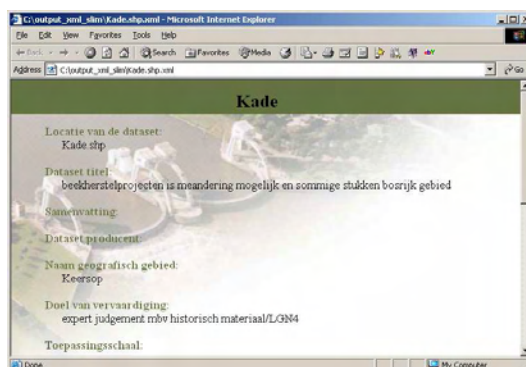 C:\output_xml_slim\Kade.shp.xml - Microsoft Internet Explorer
File Edit View Favorites Tools Help
Back Search Favorites Media
Address C:\output_xml_slim\Kade.shp.xml Go
Kade
Locatie van de dataset:
Kade.shp
Dataset titel:
beekherstelprojecten is meandering mogelijk en sommige stukken bosrijk gebied
Samenvatting:
Dataset producent:
Naam geografisch gebied:
Keersop
Doel van vervaardiging:
expert judgement mbv historisch materiaal/LGN4
Toepassingsschaal:
Done My Computer